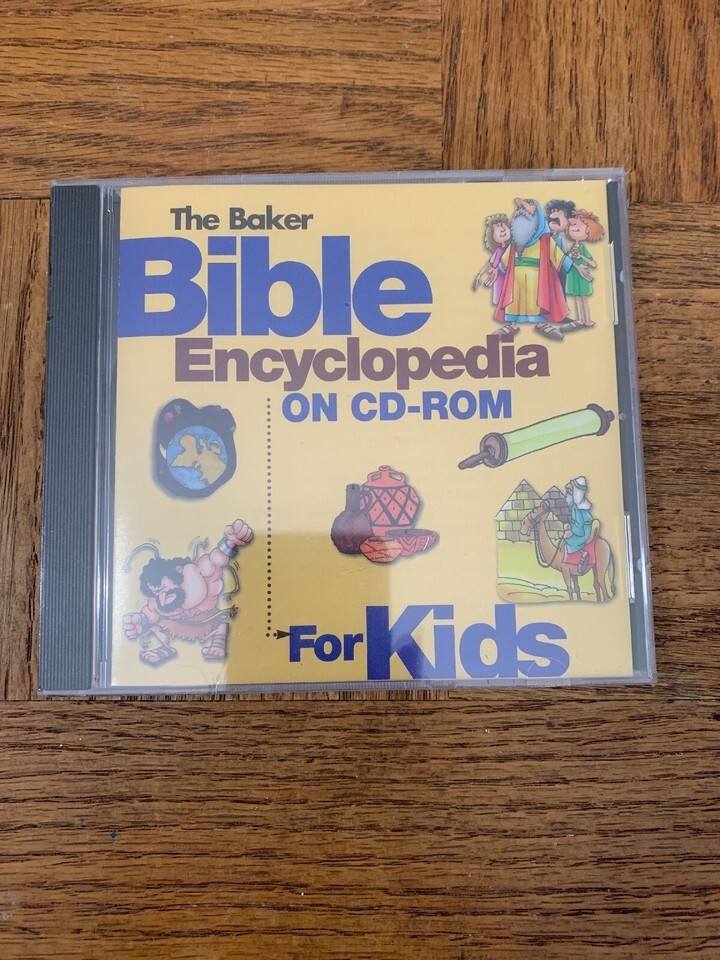 The Baker
Bible
Encyclopedia
ON CD-ROM
For Kids